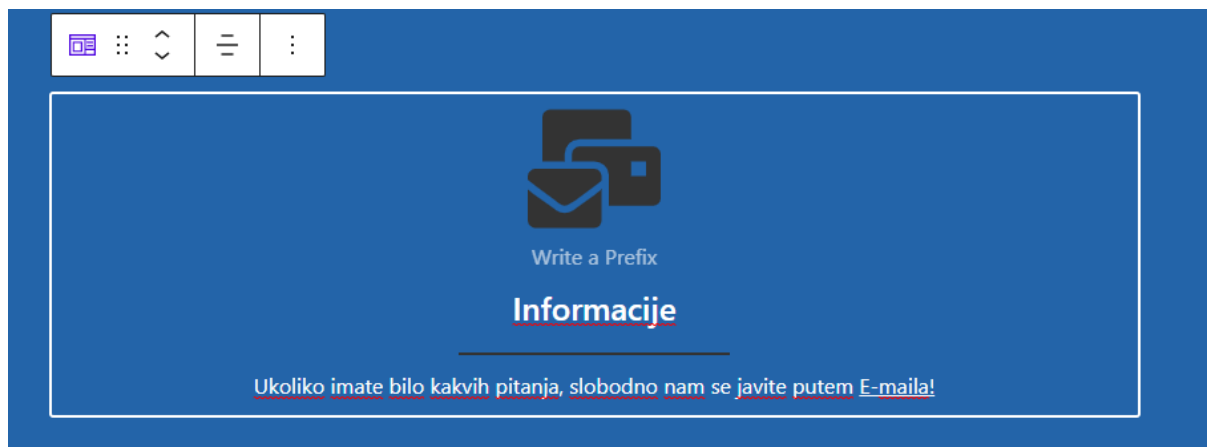 Write a Prefix
Informacije
Ukoliko imate bilo kakvih pitanja, slobodno nam se javite putem E-maila!